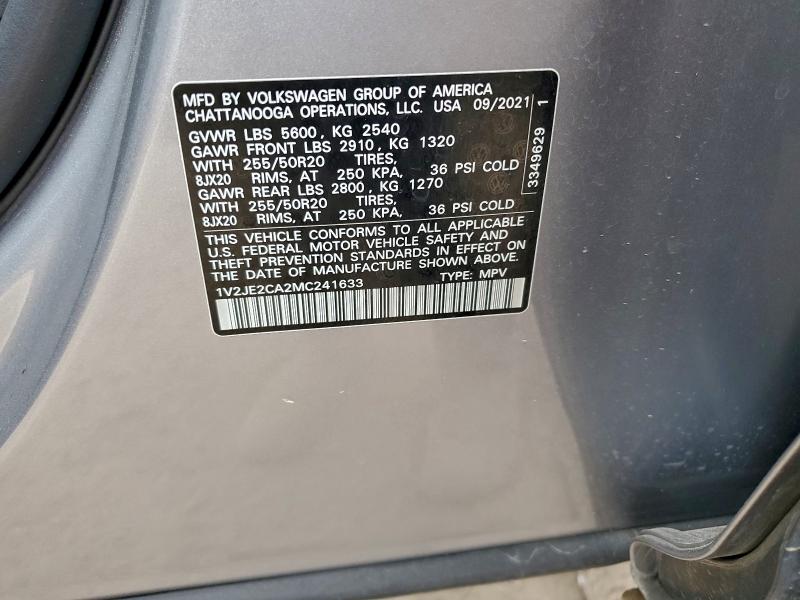 MFD BY VOLKSWAGEN GROUP OF AMERICA
CHATTANOOGA OPERATIONS, LLC. USA 09/2021
GVWR LBS 5600, KG 2540
GAWR FRONT LBS 2910, KG 1320
WITH 255/50R20 TIRES,
8JX20 RIMS, AT 250 KPA, 36 PSI COLD
GAWR REAR LBS 2800, KG 1270
WITH 255/50R20 TIRES,
8JX20 RIMS, AT 250 KPA, 36 PSI COLD
THIS VEHICLE CONFORMS TO ALL APPLICABLE
U.S. FEDERAL MOTOR VEHICLE SAFETY AND
THEFT PREVENTION STANDARDS IN EFFECT ON
THE DATE OF MANUFACTURE SHOWN ABOVE.
1V2JE2CA2MC241633 TYPE: MPV
3349629 1